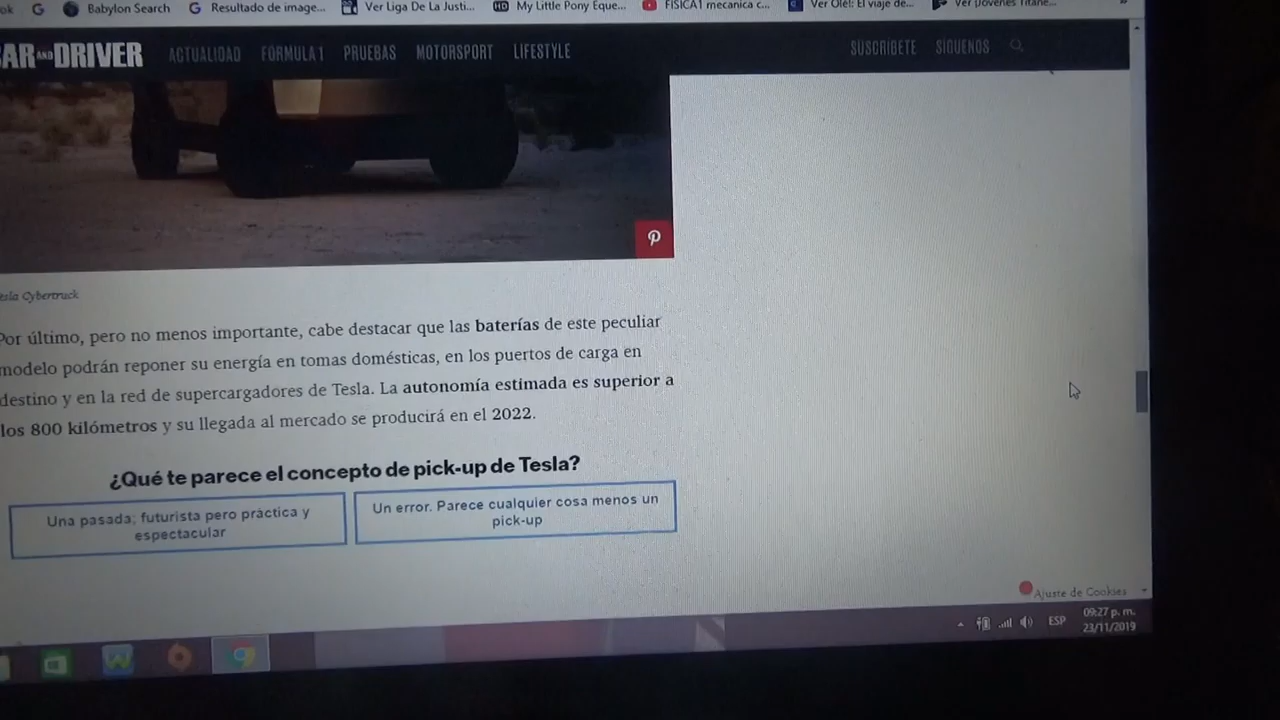 G Babylon Search G Resultado de image... Ver Liga De La Justi... HD My Little Pony Eque... FISICA1 mecanica c... Ver Olé!: El viaje de... Ver Jovenes Titane... »
AR AND DRIVER ACTUALIDAD FÓRMULA 1 PRUEBAS MOTORSPORT LIFESTYLE SUSCRÍBETE SÍGUENOS
esla Cybertruck
Por último, pero no menos importante, cabe destacar que las baterías de este peculiar
modelo podrán reponer su energía en tomas domésticas, en los puertos de carga en
destino y en la red de supercargadores de Tesla. La autonomía estimada es superior a
los 800 kilómetros y su llegada al mercado se producirá en el 2022.
¿Qué te parece el concepto de pick-up de Tesla?
Una pasada; futurista pero práctica y
espectacular
Un error. Parece cualquier cosa menos un
pick-up
Ajuste de Cookies
ESP
09:27 p. m.
23/11/2019